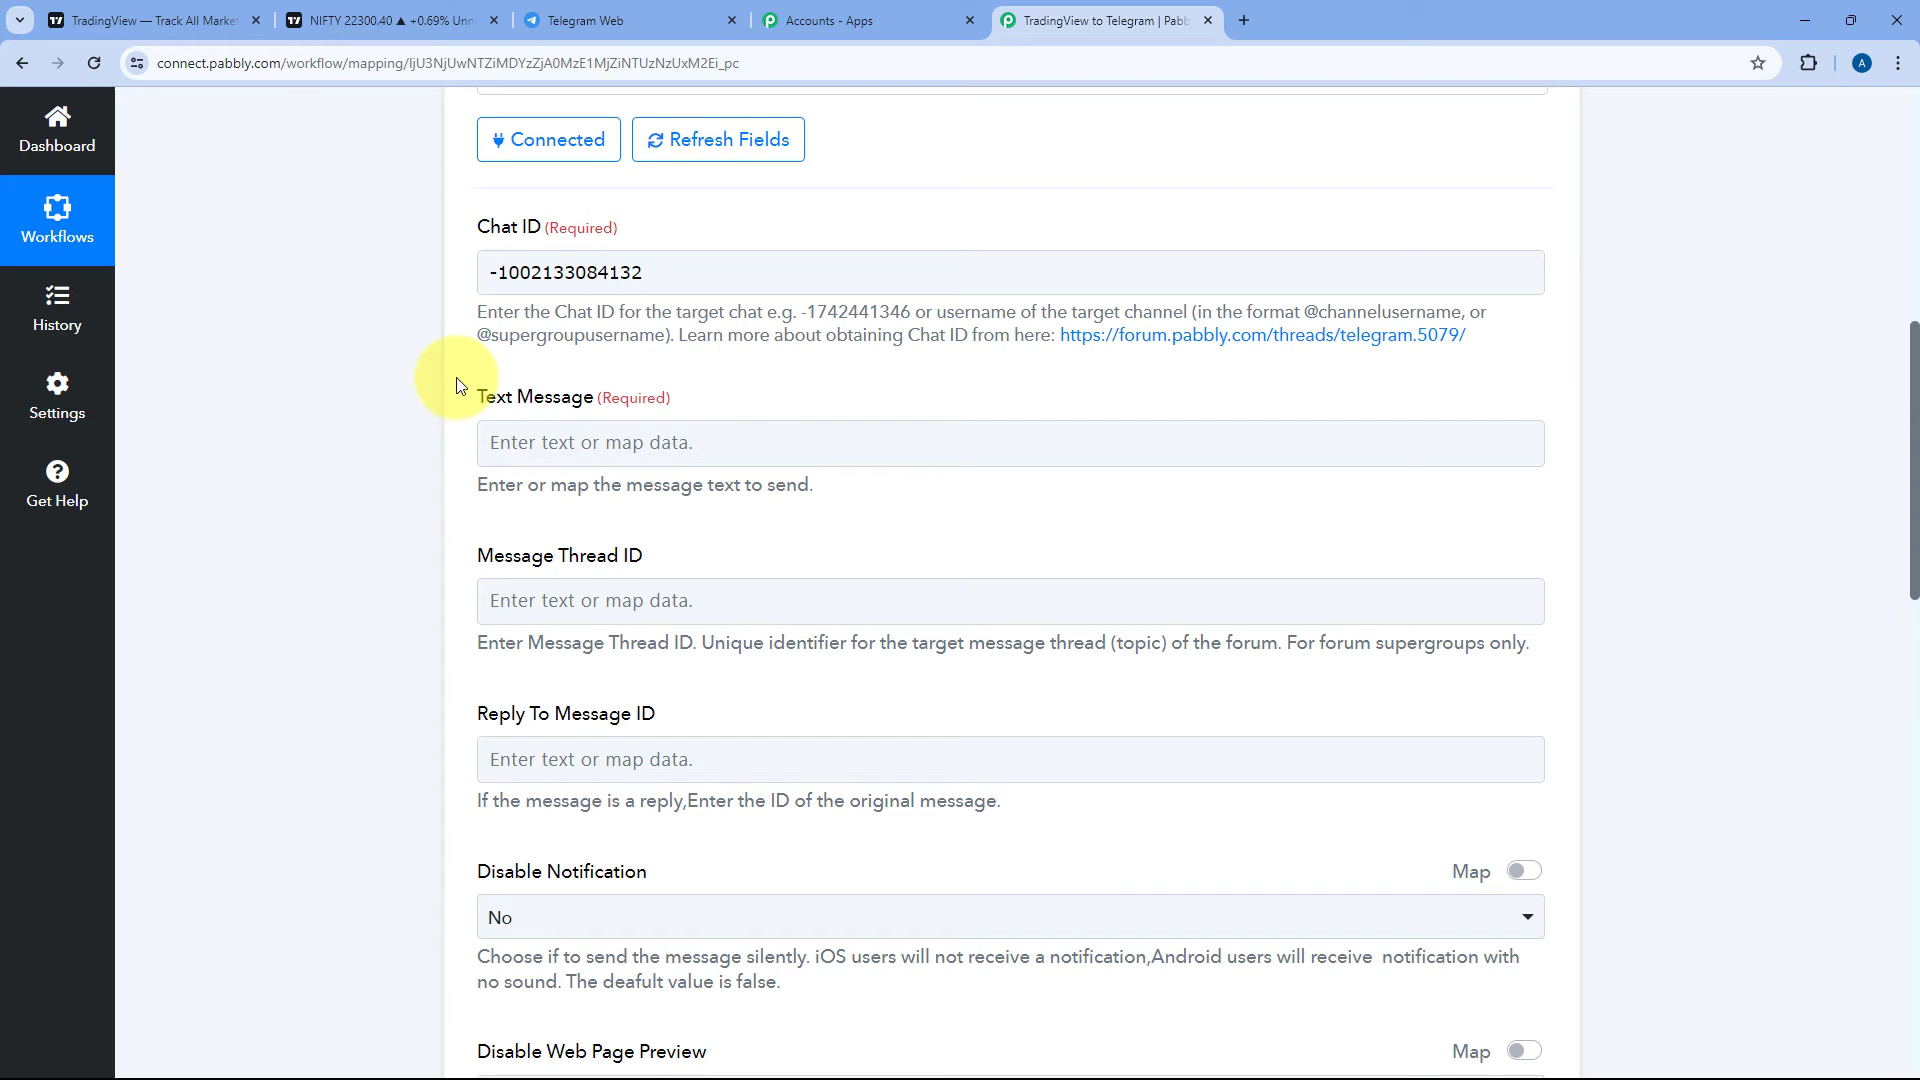 TradingView — Track All Marke
NIFTY 22300.40 ▲ +0.69% Unn
Telegram Web
Accounts - Apps
TradingView to Telegram | Pabb
connect.pabbly.com/workflow/mapping/IjU3NjUwNTZiMDYzZjA0MzE1MjZiNTUzNzUxM2Ei_pc
A
Dashboard
Workflows
History
Settings
Get Help
Connected
Refresh Fields
Chat ID (Required)
-1002133084132
Enter the Chat ID for the target chat e.g. -1742441346 or username of the target channel (in the format @channelusername, or
@supergroupusername). Learn more about obtaining Chat ID from here: https://forum.pabbly.com/threads/telegram.5079/
Text Message (Required)
Enter text or map data.
Enter or map the message text to send.
Message Thread ID
Enter text or map data.
Enter Message Thread ID. Unique identifier for the target message thread (topic) of the forum. For forum supergroups only.
Reply To Message ID
Enter text or map data.
If the message is a reply,Enter the ID of the original message.
Disable Notification
Map
No
Choose if to send the message silently. iOS users will not receive a notification,Android users will receive notification with
no sound. The deafult value is false.
Disable Web Page Preview
Map